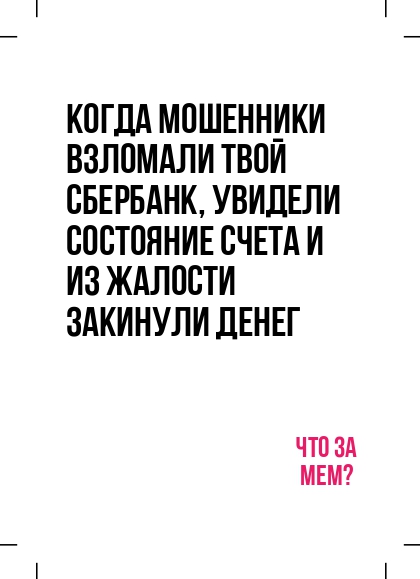 КОГДА МОШЕННИКИ
ВЗЛОМАЛИ ТВОЙ
СБЕРБАНК, УВИДЕЛИ
СОСТОЯНИЕ СЧЕТА И
ИЗ ЖАЛОСТИ
ЗАКИНУЛИ ДЕНЕГ
ЧТО ЗА
МЕМ?